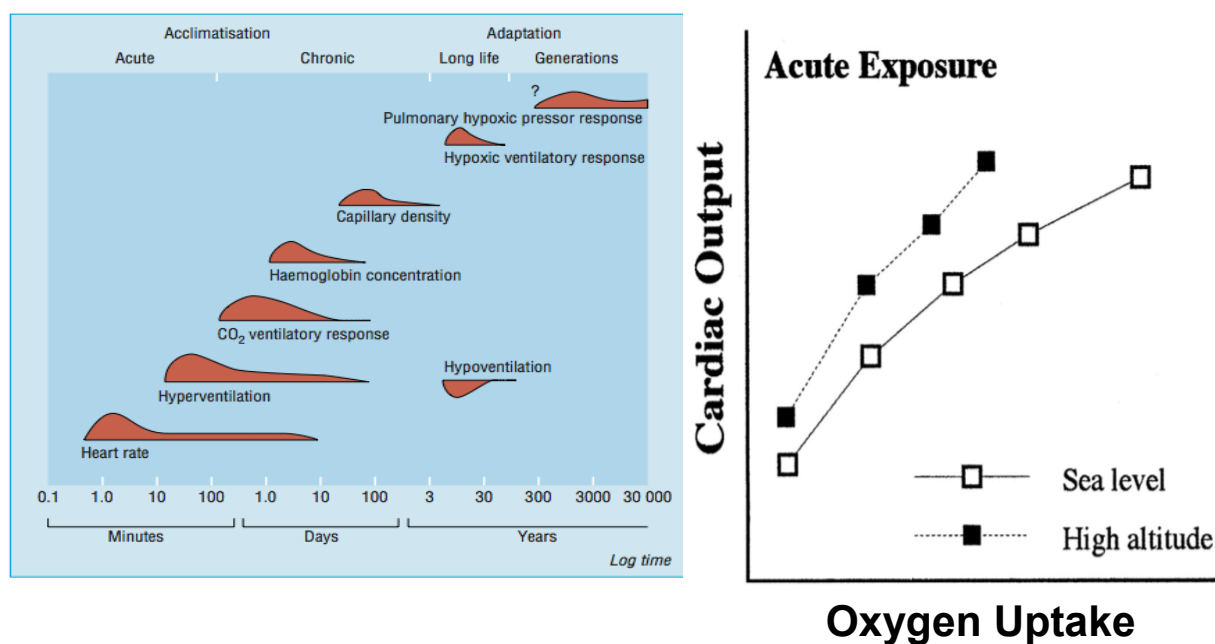 Acclimatisation
Adaptation
Acute
Chronic
Long life
Generations
?
Pulmonary hypoxic pressor response
Hypoxic ventilatory response
Capillary density
Haemoglobin concentration
CO2 ventilatory response
Hypoventilation
Hyperventilation
Heart rate
0.1 1.0 10 100 1.0 10 100 3 30 300 3000 30 000
Minutes
Days
Years
Log time
Acute Exposure
Cardiac Output
Sea level
High altitude
Oxygen Uptake